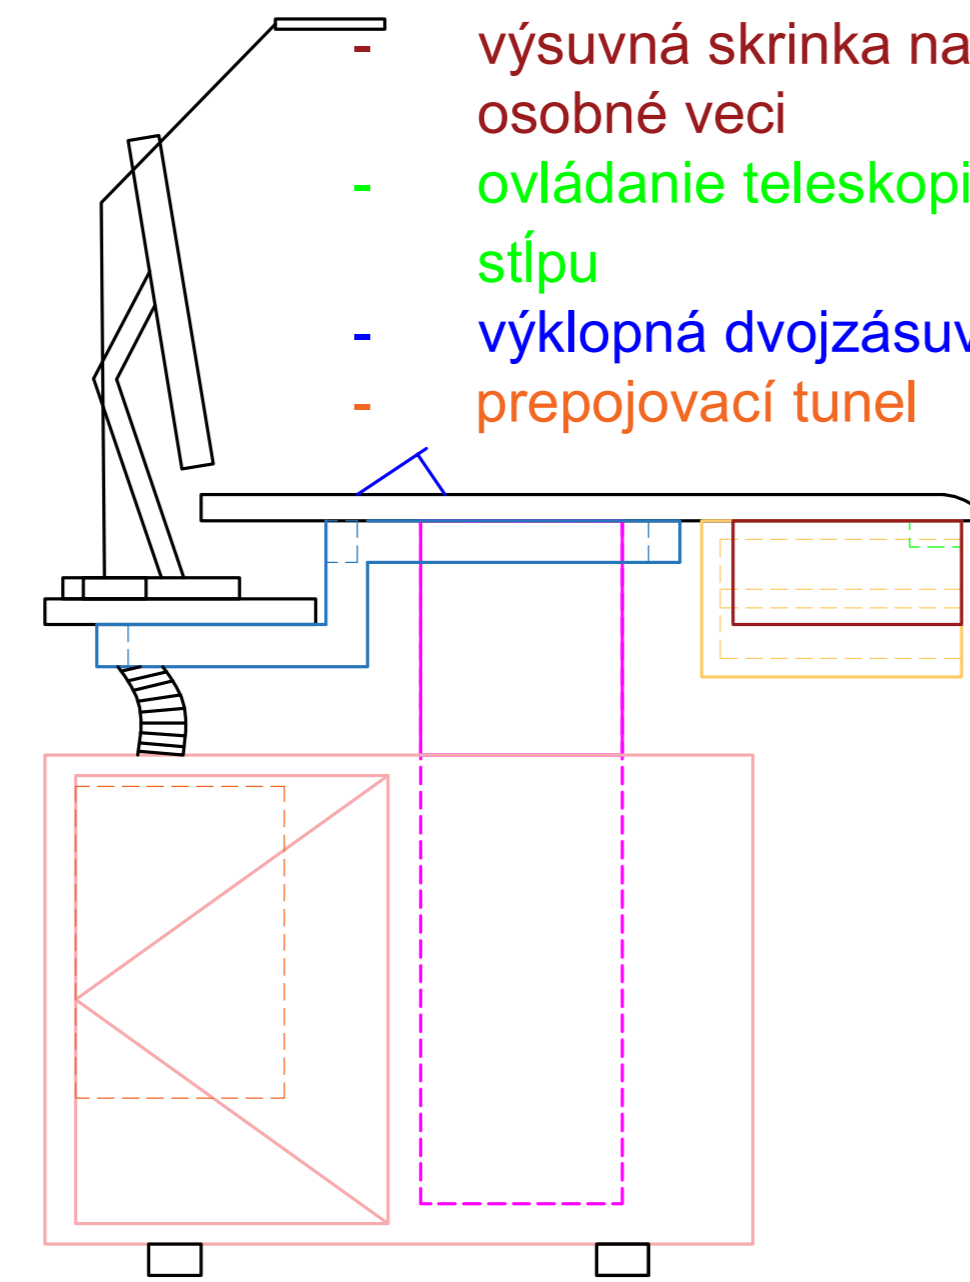 - výsuvná skrinka na
osobné veci
- ovládanie teleskopi
stĺpu
- výklopná dvojzásuv
- prepojovací tunel